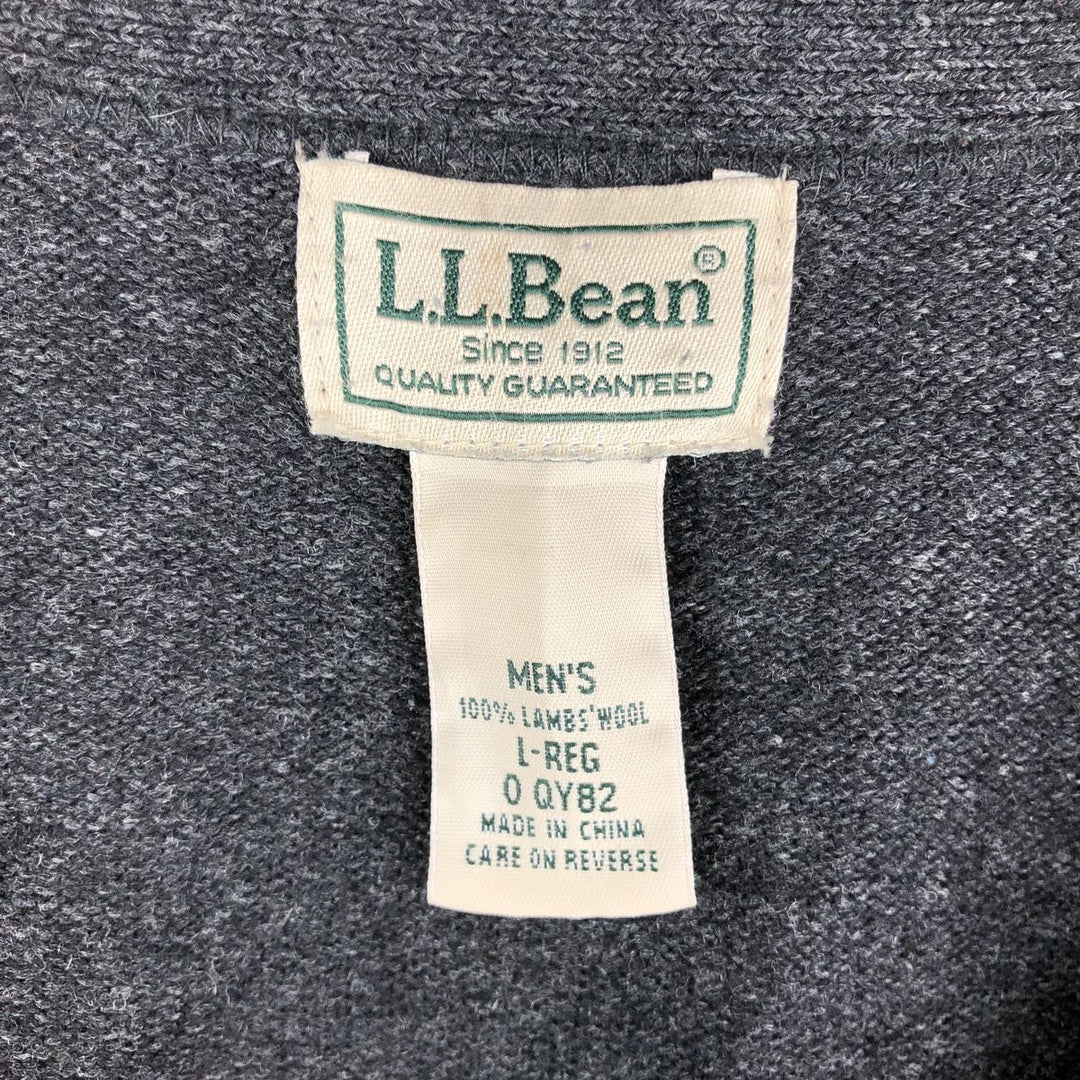 L.L.Bean®
Since 1912
QUALITY GUARANTEED
MEN'S
100% LAMBS' WOOL
L-REG
0 QY82
MADE IN CHINA
CARE ON REVERSE